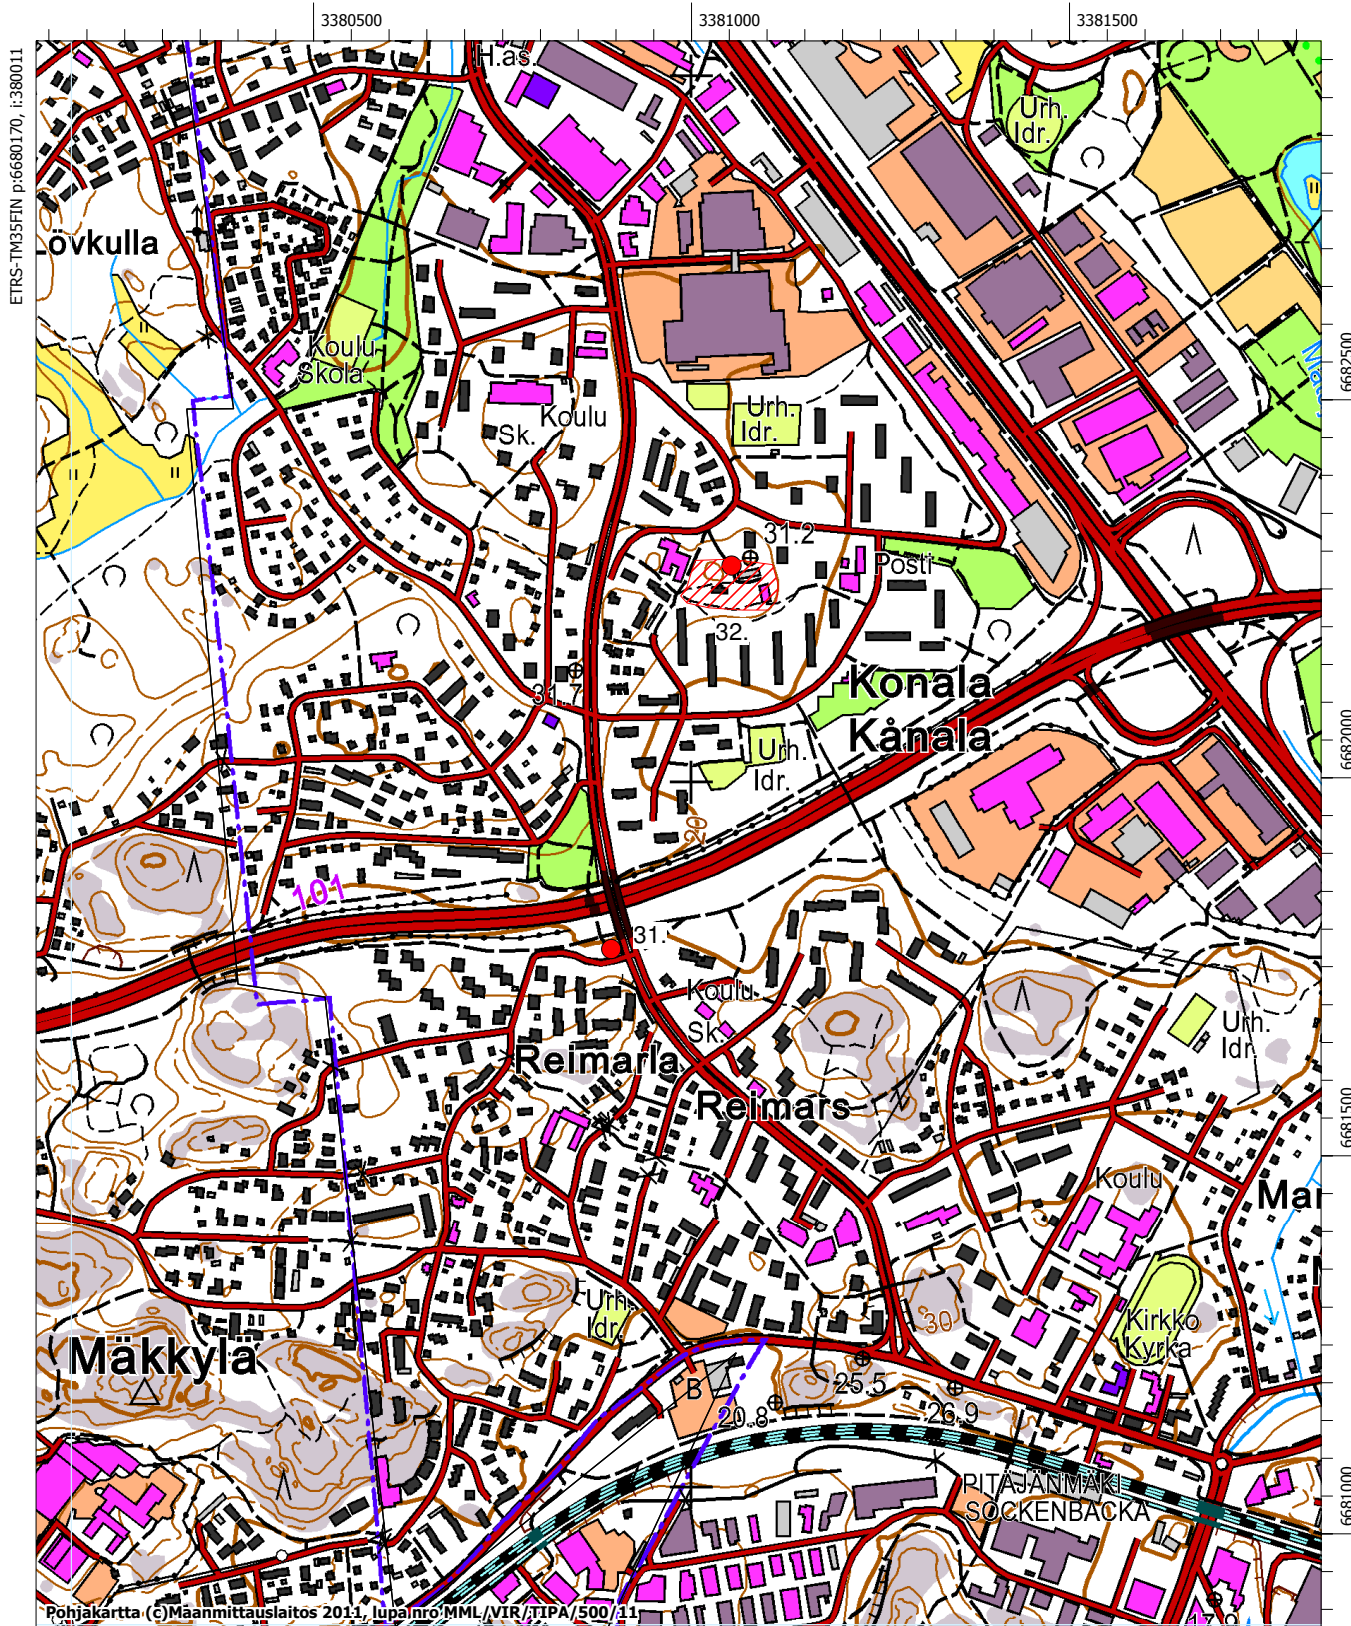 3380500
3381000
3381500
ETRS-TM35FIN p:6680170, i:380011
H.as.
Urh.
Idr.
övkulla
Koulu
Skola
6682500
Urh.
Idr.
Koulu
Sk.
31.2
Posti
32.
31.7
Konala
Kånala
6682000
Urh.
Idr.
20
101
31.
Koulu
Sk.
Urh.
Idr.
Reimarla
Reimars
6681500
Koulu
Mar
Urh.
Idr.
30
Kirkko
Kyrka
Mäkkylä
B
25.5
20.8
26.9
PITÄJÄNMÄKI
SOCKENBACKA
6681000
Pohjakartta (c)Maanmittauslaitos 2011, lupa nro MML/VIR/TIPA/500/11
17.9